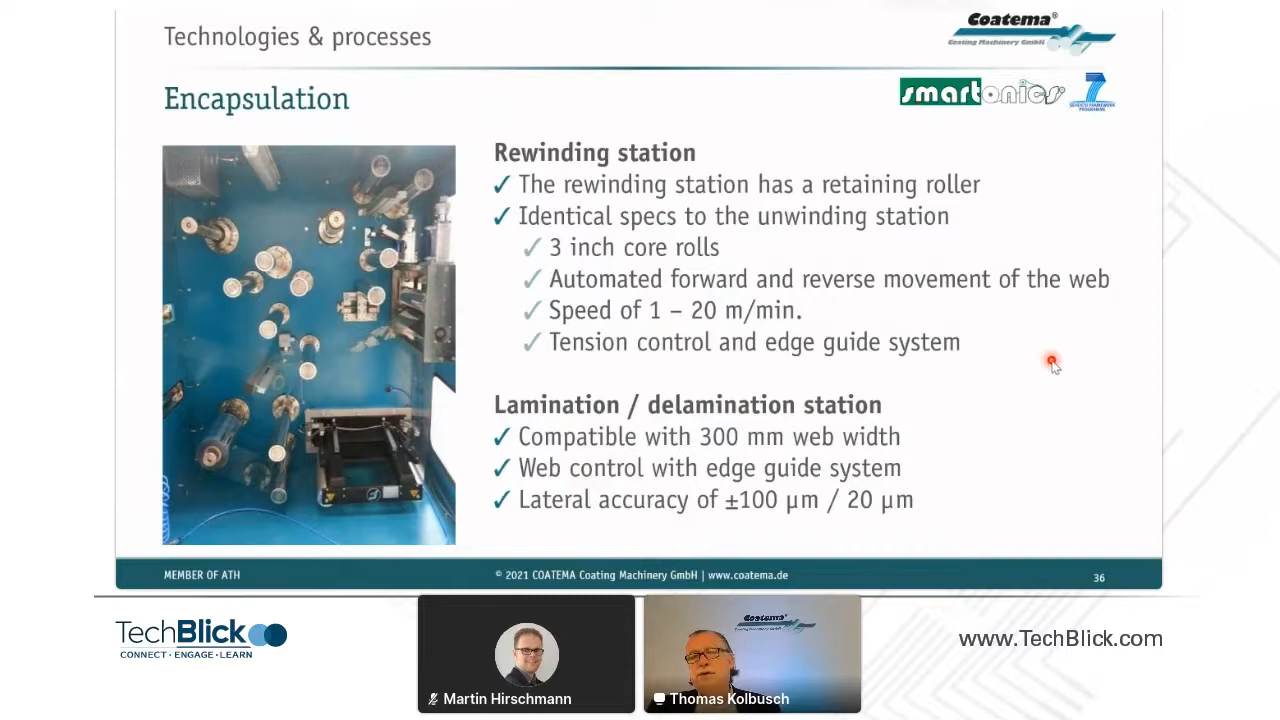 Technologies & processes
Coatema®
Coating Machinery GmbH
Encapsulation
smartonics
7
SEVENTH FRAMEWORK
PROGRAMME
Rewinding station
✓ The rewinding station has a retaining roller
✓ Identical specs to the unwinding station
✓ 3 inch core rolls
✓ Automated forward and reverse movement of the web
✓ Speed of 1 – 20 m/min.
✓ Tension control and edge guide system
Lamination / delamination station
✓ Compatible with 300 mm web width
✓ Web control with edge guide system
✓ Lateral accuracy of ±100 µm / 20 µm
MEMBER OF ATH
© 2021 COATEMA Coating Machinery GmbH | www.coatema.de
36
TechBlick
CONNECT · ENGAGE · LEARN
Coatema®
Martin Hirschmann
Thomas Kolbusch
www.TechBlick.com